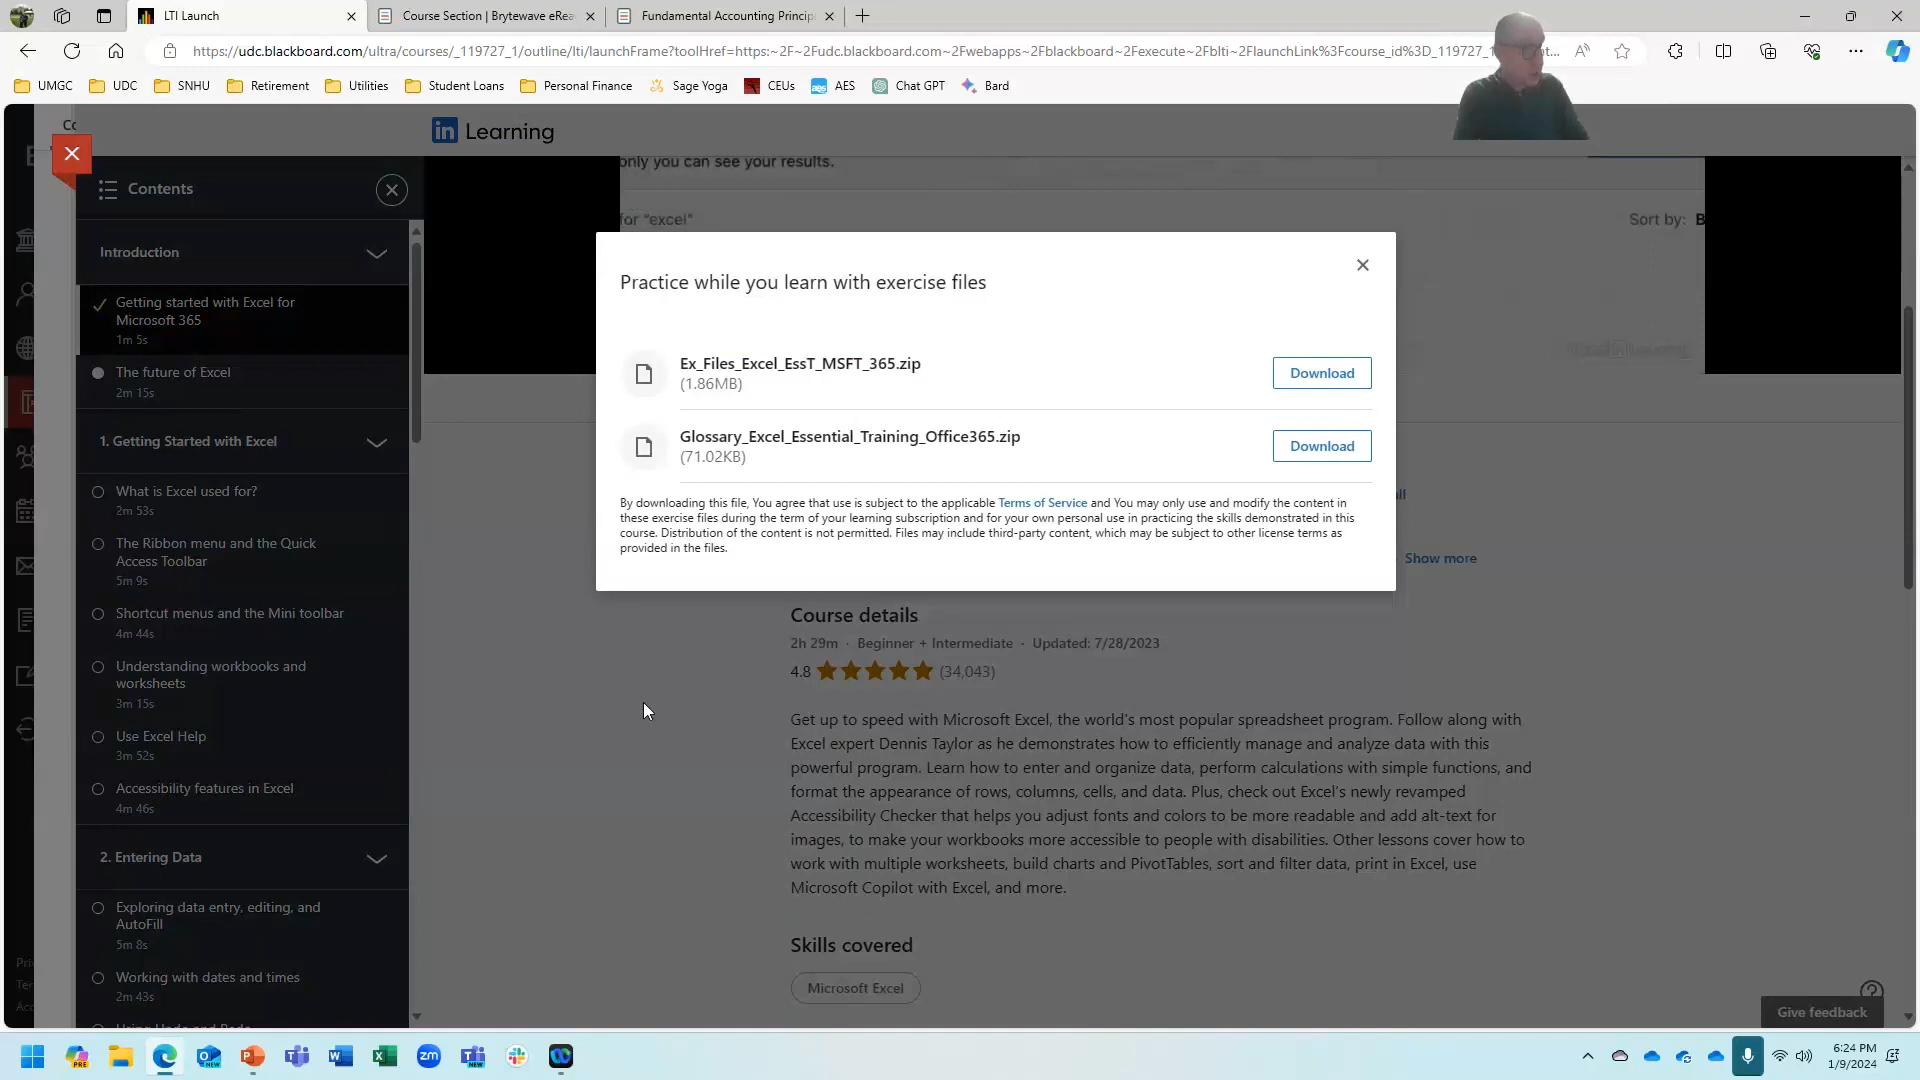 LTI Launch
Course Section | Brytewave eRea
Fundamental Accounting Princip
https://udc.blackboard.com/ultra/courses/_119727_1/outline/lti/launchFrame?toolHref=https:~2F~2Fudc.blackboard.com~2Fwebapps~2Fblackboard~2Fexecute~2Fblti~2FlaunchLink%3Fcourse_id%3D_119727_1
UMGC
UDC
SNHU
Retirement
Utilities
Student Loans
Personal Finance
Sage Yoga
CEUs
AES
Chat GPT
Bard
in Learning
only you can see your results.
for "excel"
Sort by: B
Contents
Introduction
Getting started with Excel for
Microsoft 365
1m 5s
The future of Excel
2m 15s
1. Getting Started with Excel
What is Excel used for?
2m 53s
The Ribbon menu and the Quick
Access Toolbar
5m 9s
Shortcut menus and the Mini toolbar
4m 44s
Understanding workbooks and
worksheets
3m 15s
Use Excel Help
3m 52s
Accessibility features in Excel
4m 46s
2. Entering Data
Exploring data entry, editing, and
AutoFill
5m 8s
Working with dates and times
2m 43s
Practice while you learn with exercise files
Ex_Files_Excel_EssT_MSFT_365.zip
(1.86MB)
Download
Glossary_Excel_Essential_Training_Office365.zip
(71.02KB)
Download
By downloading this file, You agree that use is subject to the applicable Terms of Service and You may only use and modify the content in
these exercise files during the term of your learning subscription and for your own personal use in practicing the skills demonstrated in this
course. Distribution of the content is not permitted. Files may include third-party content, which may be subject to other license terms as
provided in the files.
Show more
Course details
2h 29m · Beginner + Intermediate · Updated: 7/28/2023
4.8 (34,043)
Get up to speed with Microsoft Excel, the world's most popular spreadsheet program. Follow along with
Excel expert Dennis Taylor as he demonstrates how to efficiently manage and analyze data with this
powerful program. Learn how to enter and organize data, perform calculations with simple functions, and
format the appearance of rows, columns, cells, and data. Plus, check out Excel's newly revamped
Accessibility Checker that helps you adjust fonts and colors to be more readable and add alt-text for
images, to make your workbooks more accessible to people with disabilities. Other lessons cover how to
work with multiple worksheets, build charts and PivotTables, sort and filter data, print in Excel, use
Microsoft Copilot with Excel, and more.
Skills covered
Microsoft Excel
Give feedback
6:24 PM
1/9/2024